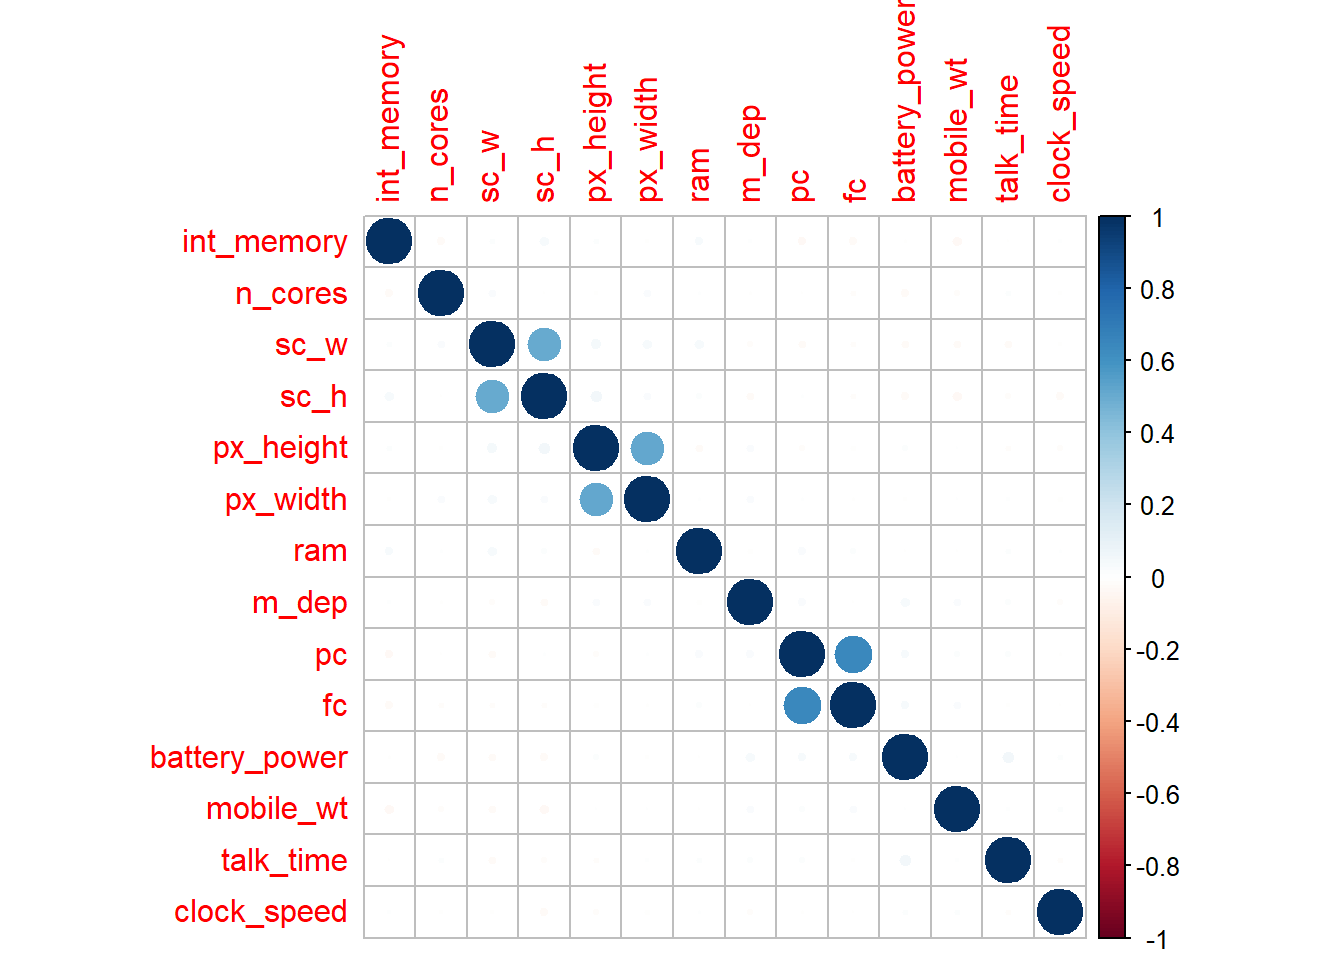 int_memory
n_cores
sc_w
sc_h
px_height
px_width
ram
m_dep
pc
fc
battery_power
mobile_wt
talk_time
clock_speed
int_memory
n_cores
sc_w
sc_h
px_height
px_width
ram
m_dep
pc
fc
battery_power
mobile_wt
talk_time
clock_speed
1
0.8
0.6
0.4
0.2
0
-0.2
-0.4
-0.6
-0.8
-1